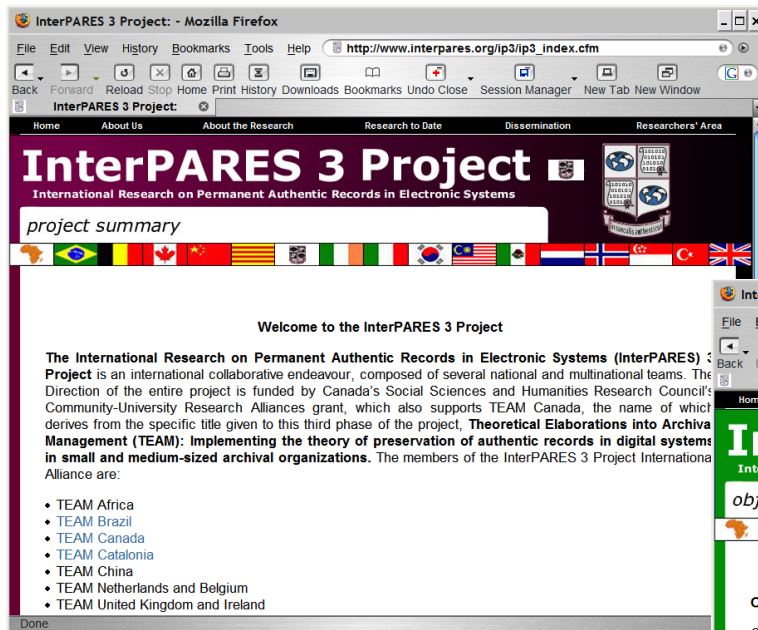 InterPARES 3 Project: - Mozilla Firefox
File Edit View History Bookmarks Tools Help http://www.interpares.org/ip3/ip3_index.cfm
Back Forward Reload Stop Home Print History Downloads Bookmarks Undo Close Session Manager New Tab New Window
InterPARES 3 Project:
Home About Us About the Research Research to Date Dissemination Researchers' Area
InterPARES 3 Project
International Research on Permanent Authentic Records in Electronic Systems
project summary
Welcome to the InterPARES 3 Project
The International Research on Permanent Authentic Records in Electronic Systems (InterPARES) 3
Project is an international collaborative endeavour, composed of several national and multinational teams. The
Direction of the entire project is funded by Canada's Social Sciences and Humanities Research Council's
Community-University Research Alliances grant, which also supports TEAM Canada, the name of which
derives from the specific title given to this third phase of the project, Theoretical Elaborations into Archiva
Management (TEAM): Implementing the theory of preservation of authentic records in digital systems
in small and medium-sized archival organizations. The members of the InterPARES 3 Project Internationa
Alliance are:
• TEAM Africa
• TEAM Brazil
• TEAM Canada
• TEAM Catalonia
• TEAM China
• TEAM Netherlands and Belgium
• TEAM United Kingdom and Ireland
Done
Int
File
Back
Hom
Int
obj